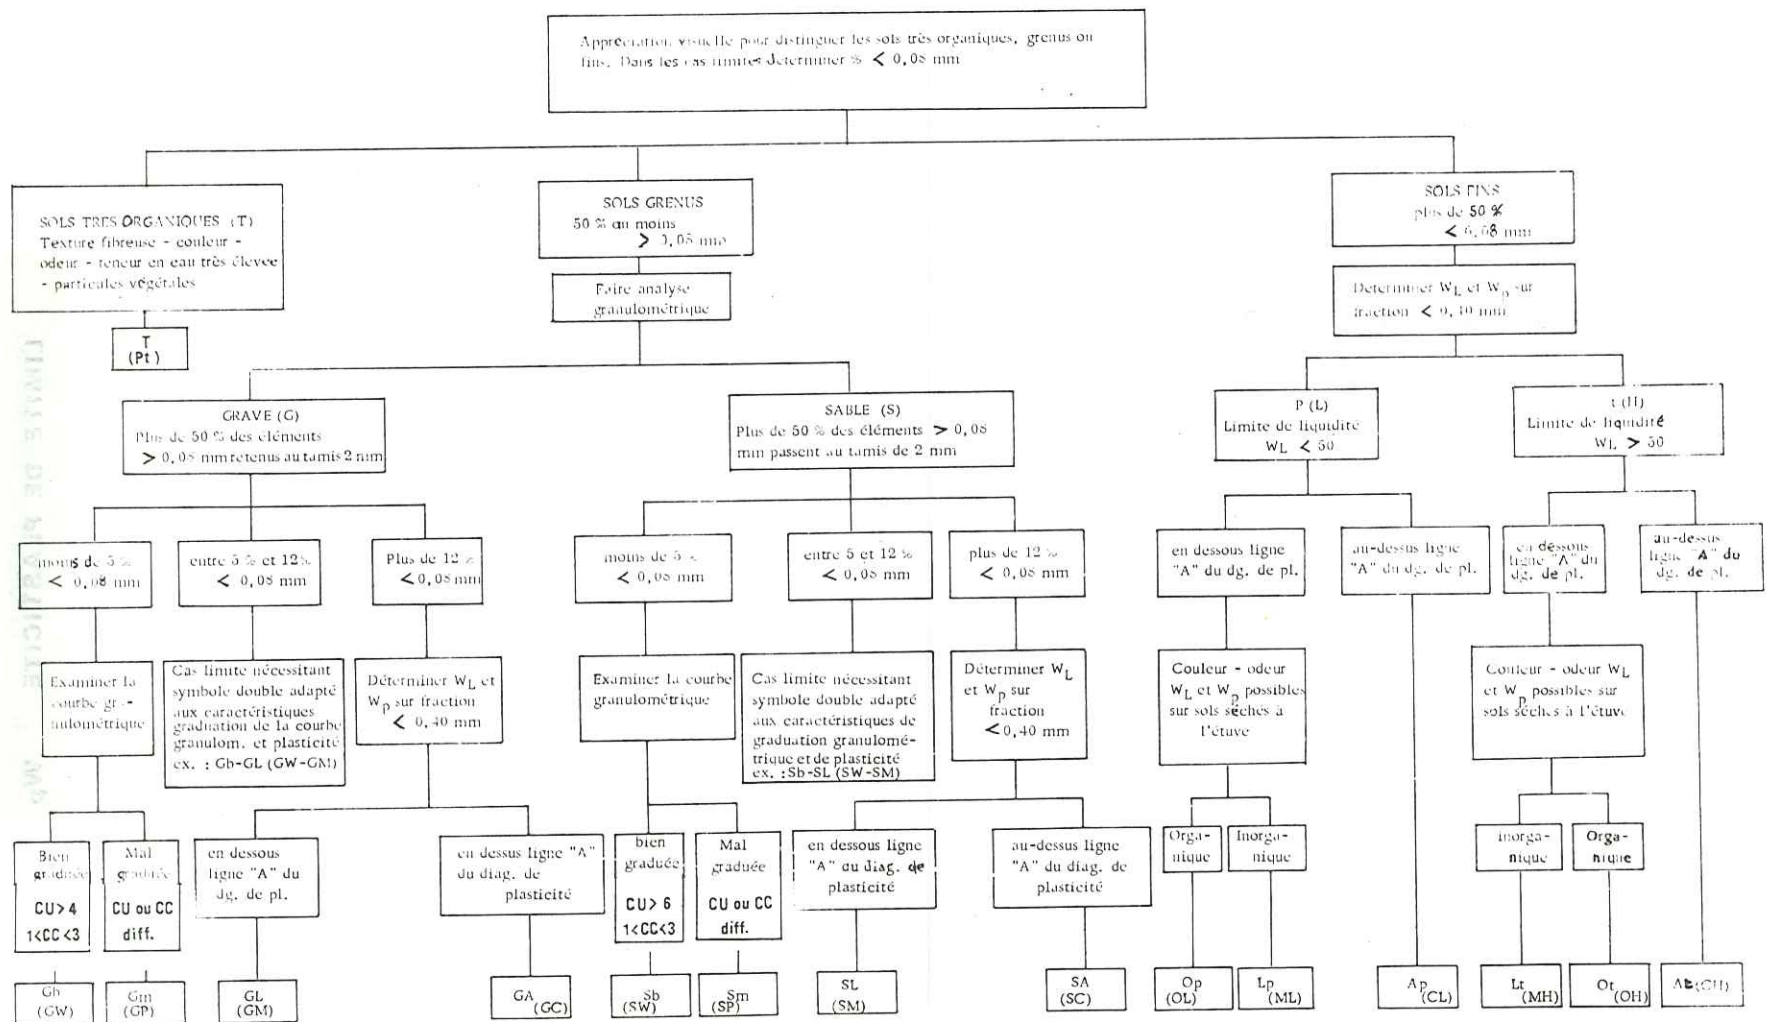 Appréciation visuelle pour distinguer les sols très organiques, grenus ou
fins. Dans les cas limites déterminer % < 0,08 mm
SOLS TRES ORGANIQUES (T)
Texture fibreuse - couleur -
odeur - teneur en eau très élevée
- particules végétales
T
(Pt)
SOLS GRENUS
50 % au moins
> 0,08 mm
Faire analyse
granulométrique
SOLS FINS
plus de 50 %
< 0,08 mm
Déterminer WL et Wp sur
fraction < 0,40 mm
GRAVE (G)
Plus de 50 % des éléments
> 0,08 mm retenus au tamis 2 mm
SABLE (S)
Plus de 50 % des éléments > 0,08
mm passent au tamis de 2 mm
P (L)
Limite de liquidité
WL < 50
t (H)
Limite de liquidité
WL > 50
moins de 5 %
< 0,08 mm
entre 5 % et 12%
< 0,08 mm
Plus de 12 %
< 0,08 mm
moins de 5 %
< 0,08 mm
entre 5 et 12 %
< 0,08 mm
plus de 12 %
< 0,08 mm
en dessous ligne
"A" du dg. de pl.
au-dessus ligne
"A" du dg. de pl.
en dessous
ligne "A" du
dg. de pl.
au-dessus
ligne "A" du
dg. de pl.
Examiner la
courbe gra-
nulométrique
Cas limite nécessitant
symbole double adapté
aux caractéristiques
graduation de la courbe
granulom. et plasticité
ex. : Gb-GL (GW-GM)
Déterminer WL et
Wp sur fraction
< 0,40 mm
Examiner la courbe
granulométrique
Cas limite nécessitant
symbole double adapté
aux caractéristiques de
graduation granulomé-
trique et de plasticité
ex. : Sb-SL (SW-SM)
Déterminer WL
et Wp sur
fraction
< 0,40 mm
Couleur - odeur
WL et Wp possibles
sur sols séchés à
l'étuve
Couleur - odeur WL
et Wp possibles sur
sols séchés à l'étuve
Bien
graduée
CU > 4
1<CC<3
Mal
graduée
CU ou CC
diff.
en dessous
ligne "A" du
dg. de pl.
en dessus ligne "A"
du diag. de
plasticité
bien
graduée
CU > 6
1<CC<3
Mal
graduée
CU ou CC
diff.
en dessous ligne
"A" du diag. de
plasticité
au-dessus ligne
"A" du diag. de
plasticité
Orga-
nique
Inorga-
nique
inorga-
nique
Orga-
nique
Gb
(GW)
Gm
(GP)
GL
(GM)
GA
(GC)
Sb
(SW)
Sm
(SP)
SL
(SM)
SA
(SC)
Op
(OL)
Lp
(ML)
Ap
(CL)
Lt
(MH)
Ot
(OH)
At (CH)